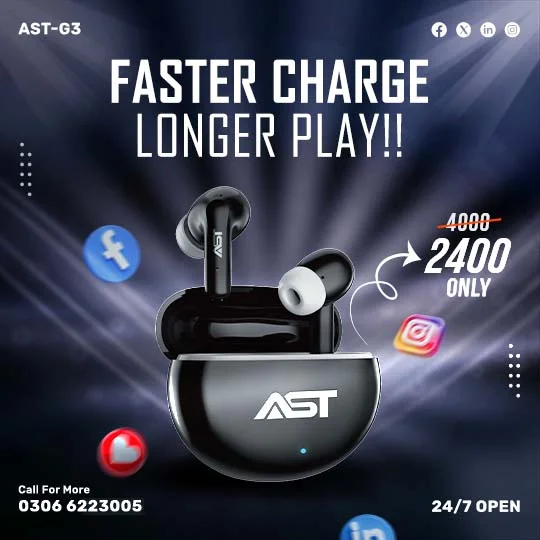 AST-G3
FASTER CHARGE
LONGER PLAY!!
AST
4000
2400
ONLY
AST
Call For More
0306 6223005
24/7 OPEN
in